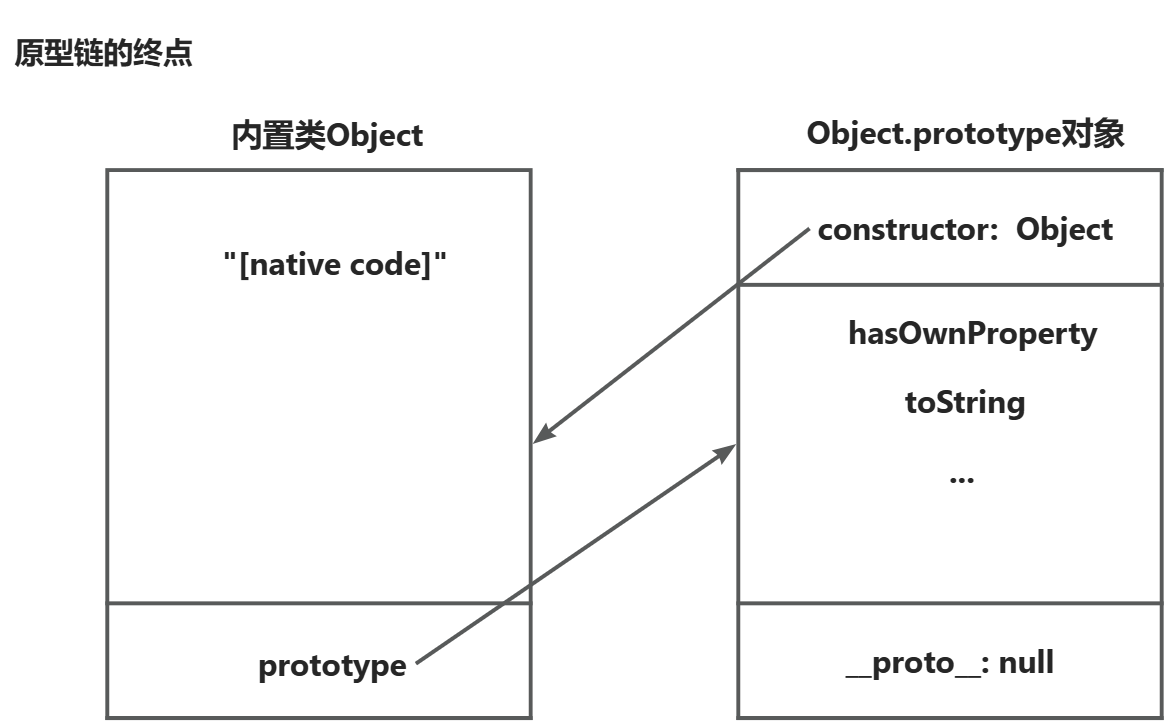 原型链的终点
内置类Object
"[native code]"
prototype
Object.prototype对象
constructor: Object
hasOwnProperty
toString
...
__proto__: null